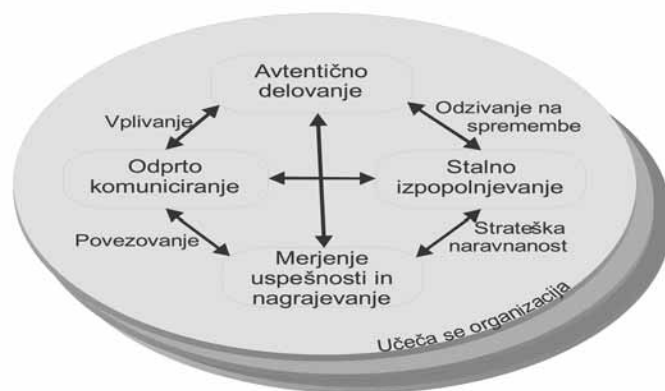 Avtentično
delovanje
Vplivanje
Odzivanje na
spremembe
Odprto
komuniciranje
Stalno
izpopolnjevanje
Povezovanje
Strateška
naravnanost
Merjenje
uspešnosti in
nagrajevanje
Učeča se organizacija